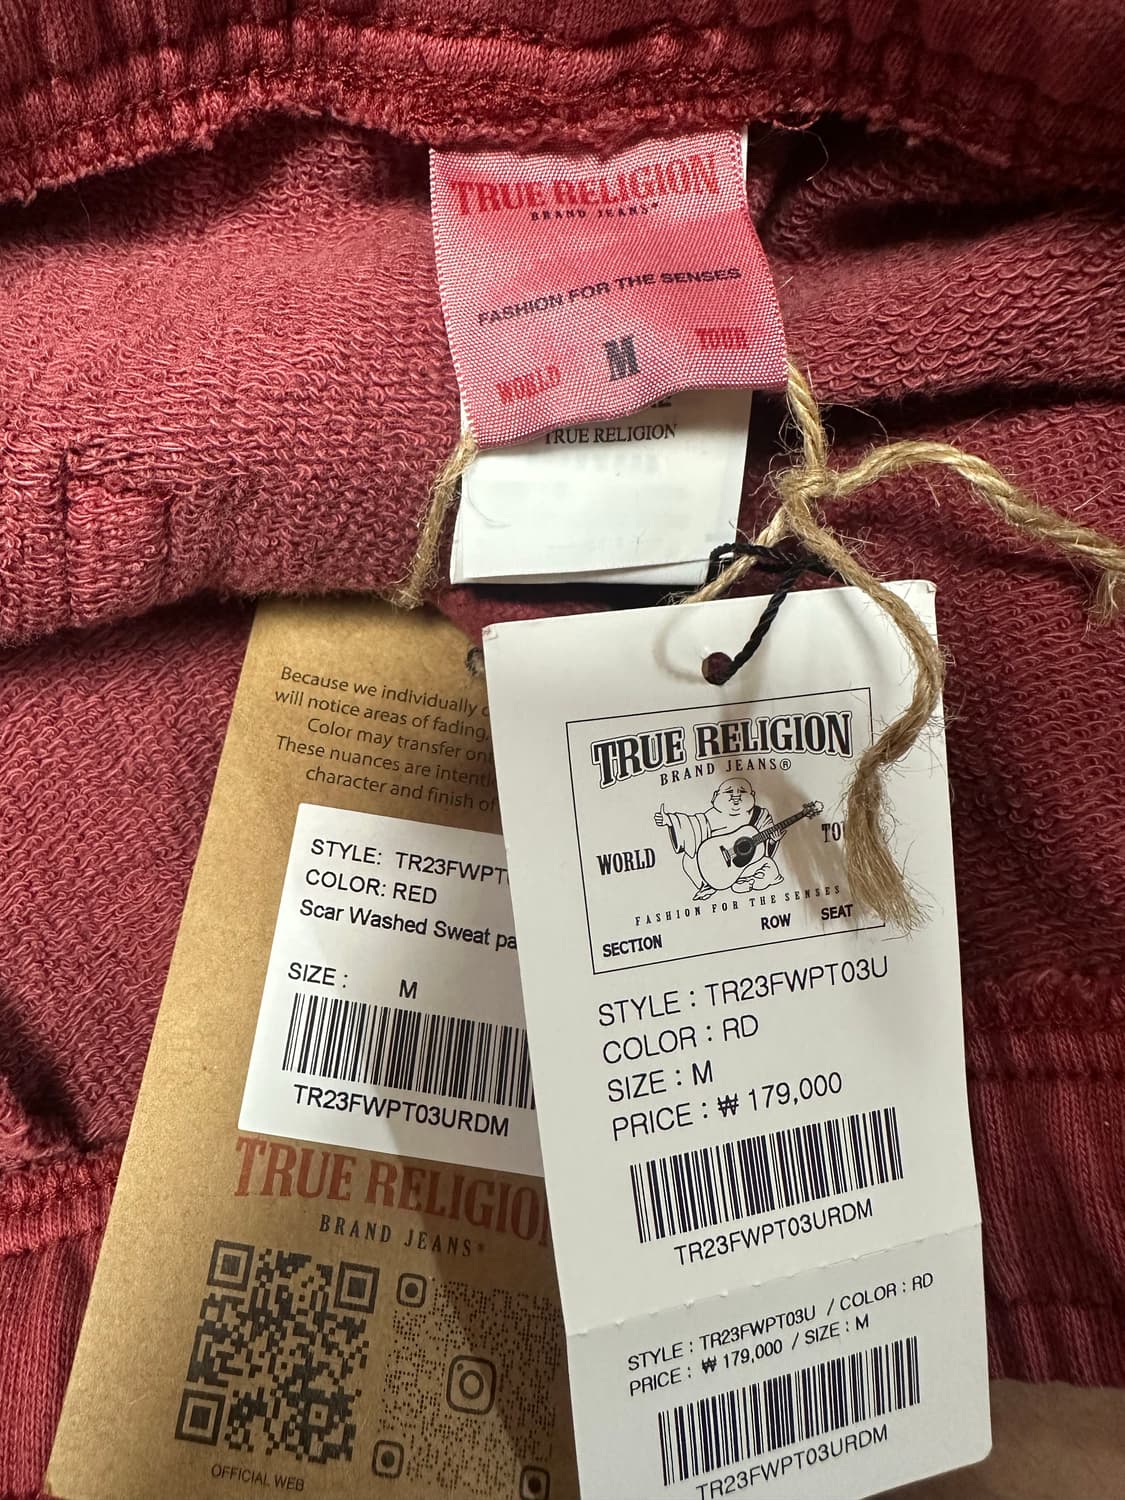 TRUE RELIGION
BRAND JEANS®
FASHION FOR THE SENSES
WORLD M TOUR
TRUE RELIGION
Because we individually
will notice areas of fading,
Color may transfer
These nuances are
character and finish of
STYLE: TR23FWPT
COLOR: RED
Scar Washed Sweat
SIZE : M
TR23FWPT03URDM
TRUE RELIGION
BRAND JEANS®
OFFICIAL WEB
TRUE RELIGION
BRAND JEANS®
WORLD
FASHION FOR THE SENSES
SECTION ROW SEAT
STYLE : TR23FWPT03U
COLOR : RD
SIZE : M
PRICE : ₩ 179,000
TR23FWPT03URDM
STYLE : TR23FWPT03U / COLOR : RD
PRICE : ₩ 179,000 / SIZE : M
TR23FWPT03URDM